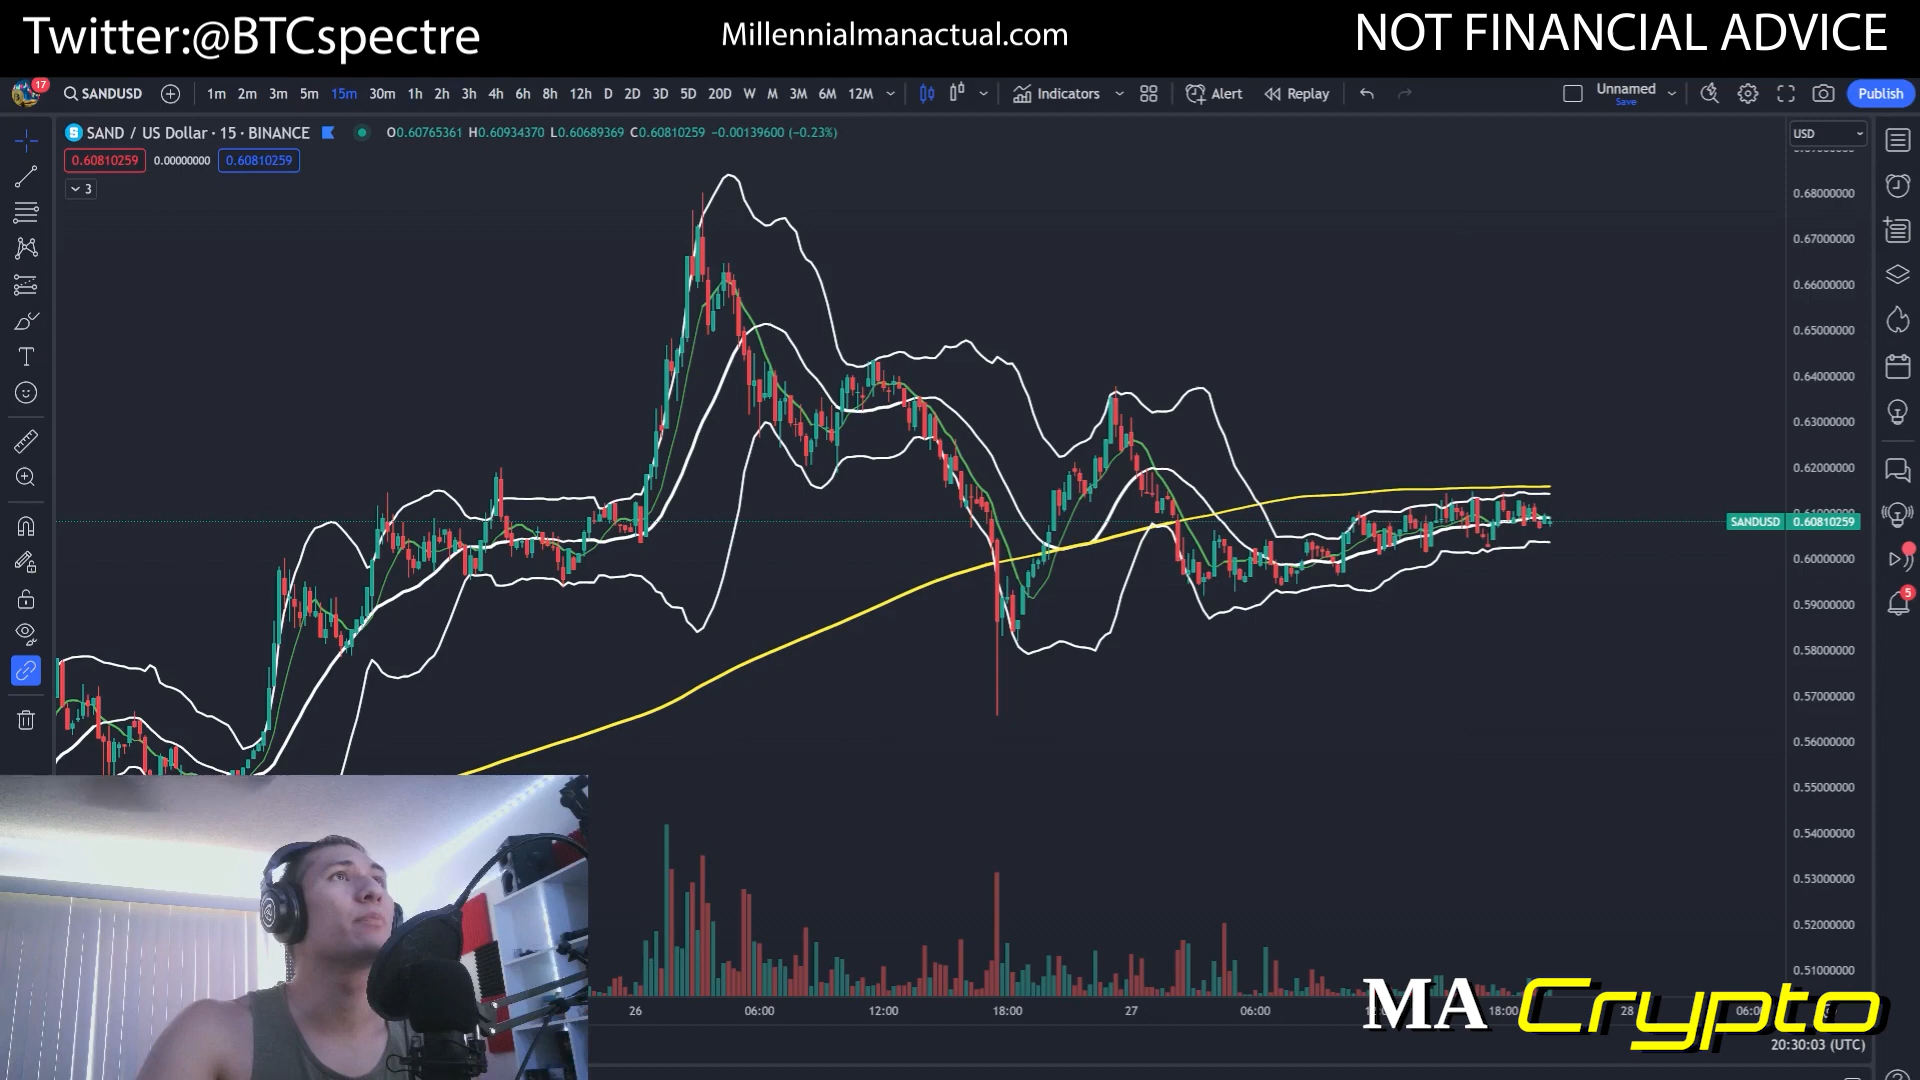 Twitter:@BTCspectre
Millennialmanactual.com
NOT FINANCIAL ADVICE
17
SANDUSD
1m 2m 3m 5m 15m 30m 1h 2h 3h 4h 6h 8h 12h D 2D 3D 5D 20D W M 3M 6M 12M
Indicators
Alert
Replay
Unnamed
Save
Publish
S SAND / US Dollar · 15 · BINANCE
O0.60765361 H0.60934370 L0.60689369 C0.60810259 −0.00139600 (−0.23%)
USD
0.60810259 0.00000000 0.60810259
3
0.68000000
0.67000000
0.66000000
0.65000000
0.64000000
0.63000000
0.62000000
SANDUSD 0.60810259
0.60000000
0.59000000
0.58000000
0.57000000
0.56000000
0.55000000
0.54000000
0.53000000
0.52000000
0.51000000
5
26 06:00 12:00 18:00 27 06:00 18:00 28
MA Crypto
20:30:03 (UTC)